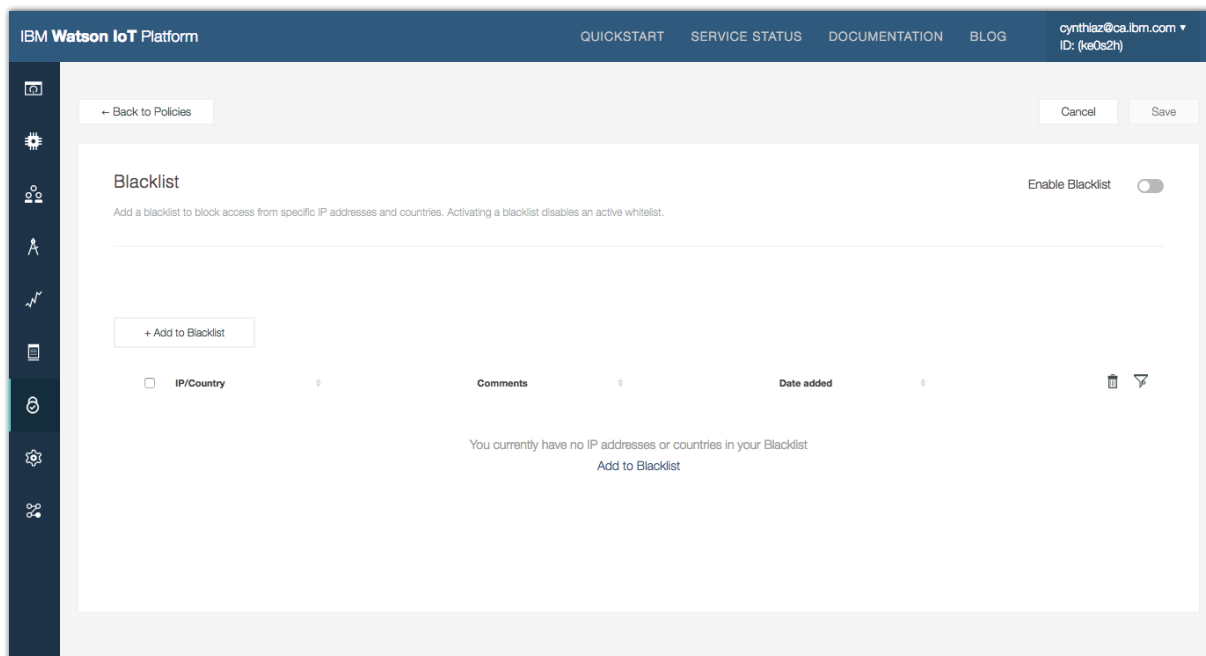 IBM Watson IoT Platform
QUICKSTART SERVICE STATUS DOCUMENTATION BLOG
cynthiaz@ca.ibm.com ▾
ID: (ke0s2h)
← Back to Policies
Cancel
Save
Blacklist
Enable Blacklist
Add a blacklist to block access from specific IP addresses and countries. Activating a blacklist disables an active whitelist.
+ Add to Blacklist
IP/Country Comments Date added
You currently have no IP addresses or countries in your Blacklist
Add to Blacklist